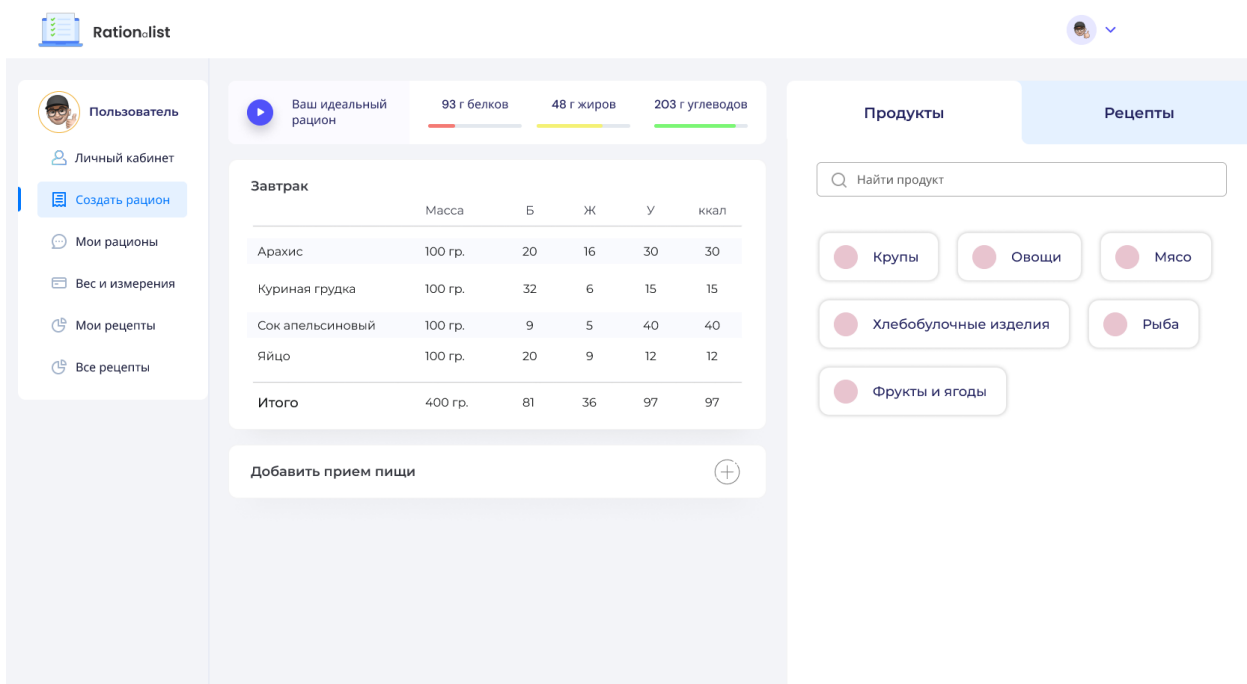 Rationalist
Пользователь
Личный кабинет
Создать рацион
Мои рационы
Вес и измерения
Мои рецепты
Все рецепты
Ваш идеальный
рацион
93 г белков 48 г жиров 203 г углеводов
Завтрак
Масса Б Ж У ккал
Арахис 100 гр. 20 16 30 30
Куриная грудка 100 гр. 32 6 15 15
Сок апельсиновый 100 гр. 9 5 40 40
Яйцо 100 гр. 20 9 12 12
Итого 400 гр. 81 36 97 97
Добавить прием пищи
Продукты Рецепты
Найти продукт
Крупы Овощи Мясо
Хлебобулочные изделия Рыба
Фрукты и ягоды